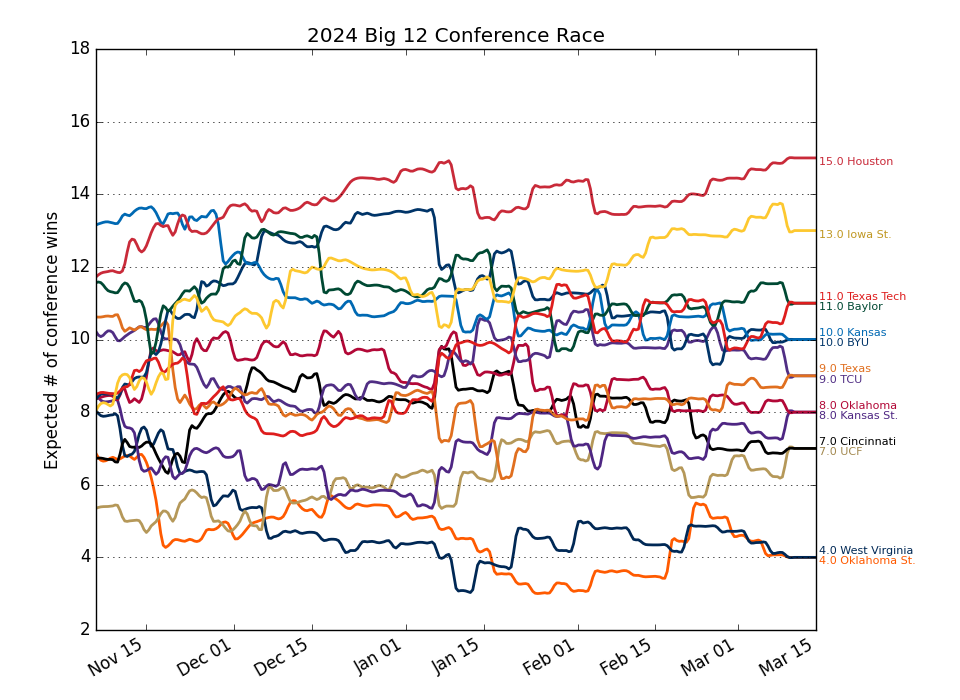 2024 Big 12 Conference Race
Expected # of conference wins
18
16
14
12
10
8
6
4
2
15.0 Houston
13.0 Iowa St.
11.0 Texas Tech
11.0 Baylor
10.0 Kansas
10.0 BYU
9.0 Texas
9.0 TCU
8.0 Oklahoma
8.0 Kansas St.
7.0 Cincinnati
7.0 UCF
4.0 West Virginia
4.0 Oklahoma St.
Nov 15
Dec 01
Dec 15
Jan 01
Jan 15
Feb 01
Feb 15
Mar 01
Mar 15